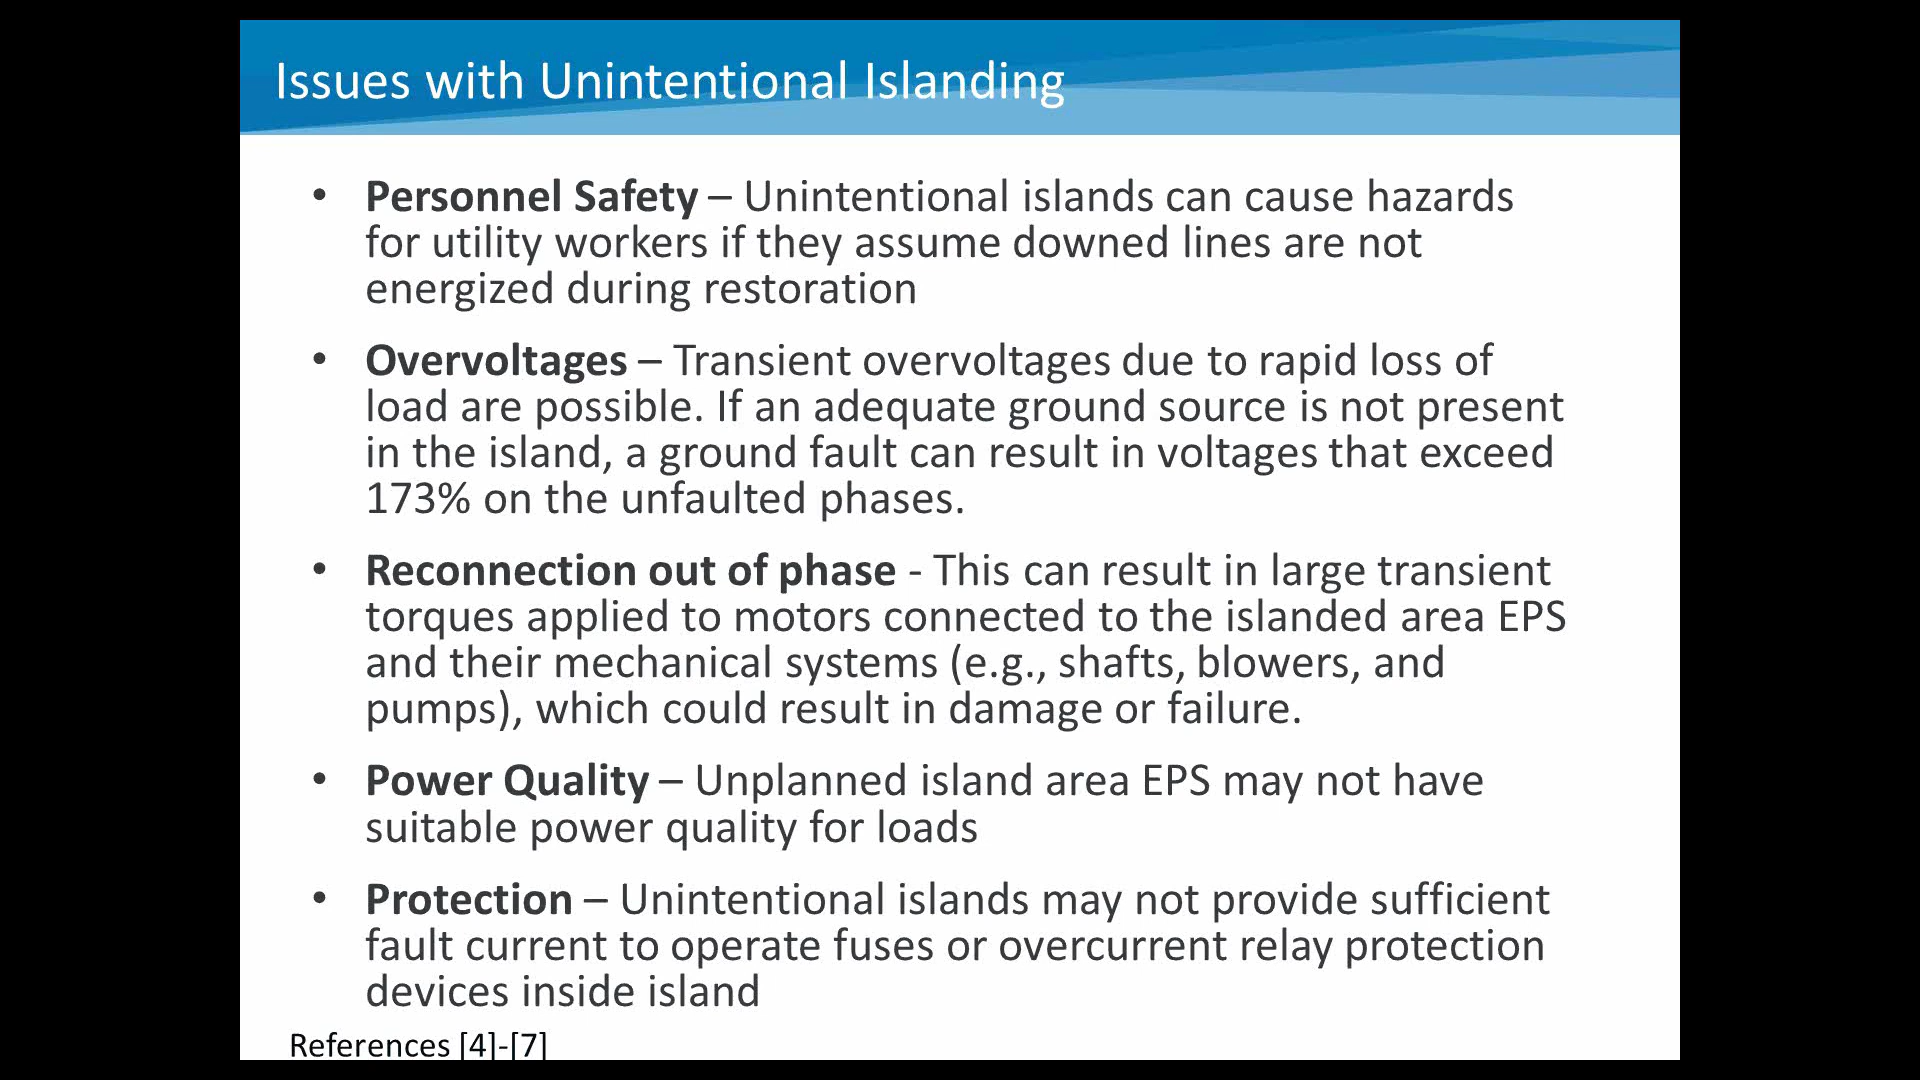 Issues with Unintentional Islanding
• Personnel Safety – Unintentional islands can cause hazards
for utility workers if they assume downed lines are not
energized during restoration
• Overvoltages – Transient overvoltages due to rapid loss of
load are possible. If an adequate ground source is not present
in the island, a ground fault can result in voltages that exceed
173% on the unfaulted phases.
• Reconnection out of phase - This can result in large transient
torques applied to motors connected to the islanded area EPS
and their mechanical systems (e.g., shafts, blowers, and
pumps), which could result in damage or failure.
• Power Quality – Unplanned island area EPS may not have
suitable power quality for loads
• Protection – Unintentional islands may not provide sufficient
fault current to operate fuses or overcurrent relay protection
devices inside island
References [4]-[7]